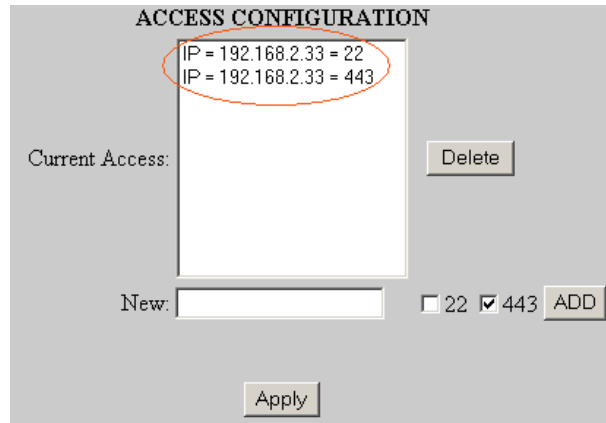 ACCESS CONFIGURATION
IP = 192.168.2.33 = 22
IP = 192.168.2.33 = 443
Current Access:
Delete
New:
22 443 ADD
Apply